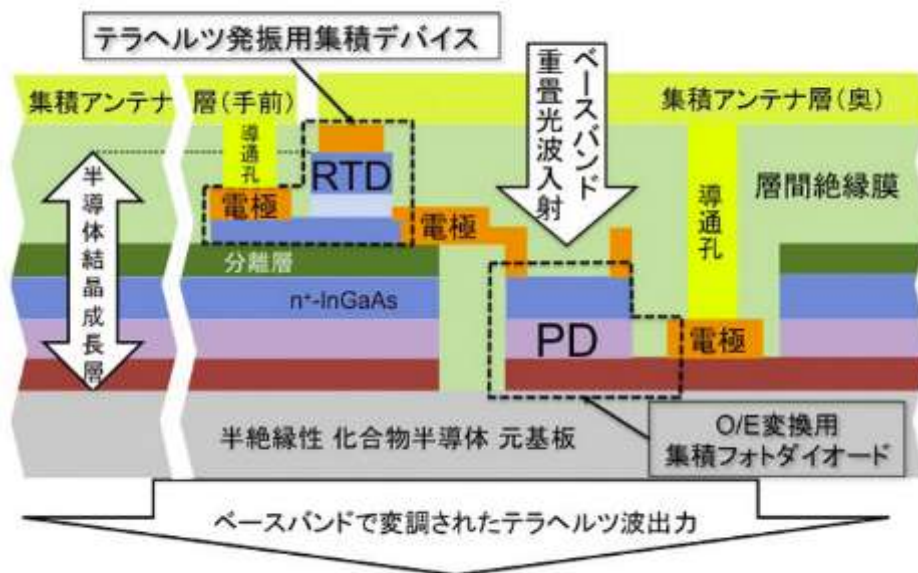 テラヘルツ発振用集積デバイス
ベースバンド
重畳光波入射
集積アンテナ層(手前)
集積アンテナ層(奥)
導通孔
RTD
導通孔
層間絶縁膜
電極
電極
半導体結晶成長層
分離層
n⁺-InGaAs
PD
電極
半絶縁性 化合物半導体 元基板
O/E変換用
集積フォトダイオード
ベースバンドで変調されたテラヘルツ波出力